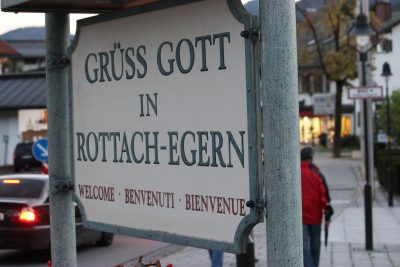 GRÜSS GOTT
IN
ROTTACH-EGERN
WELCOME · BENVENUTI · BIENVENUE